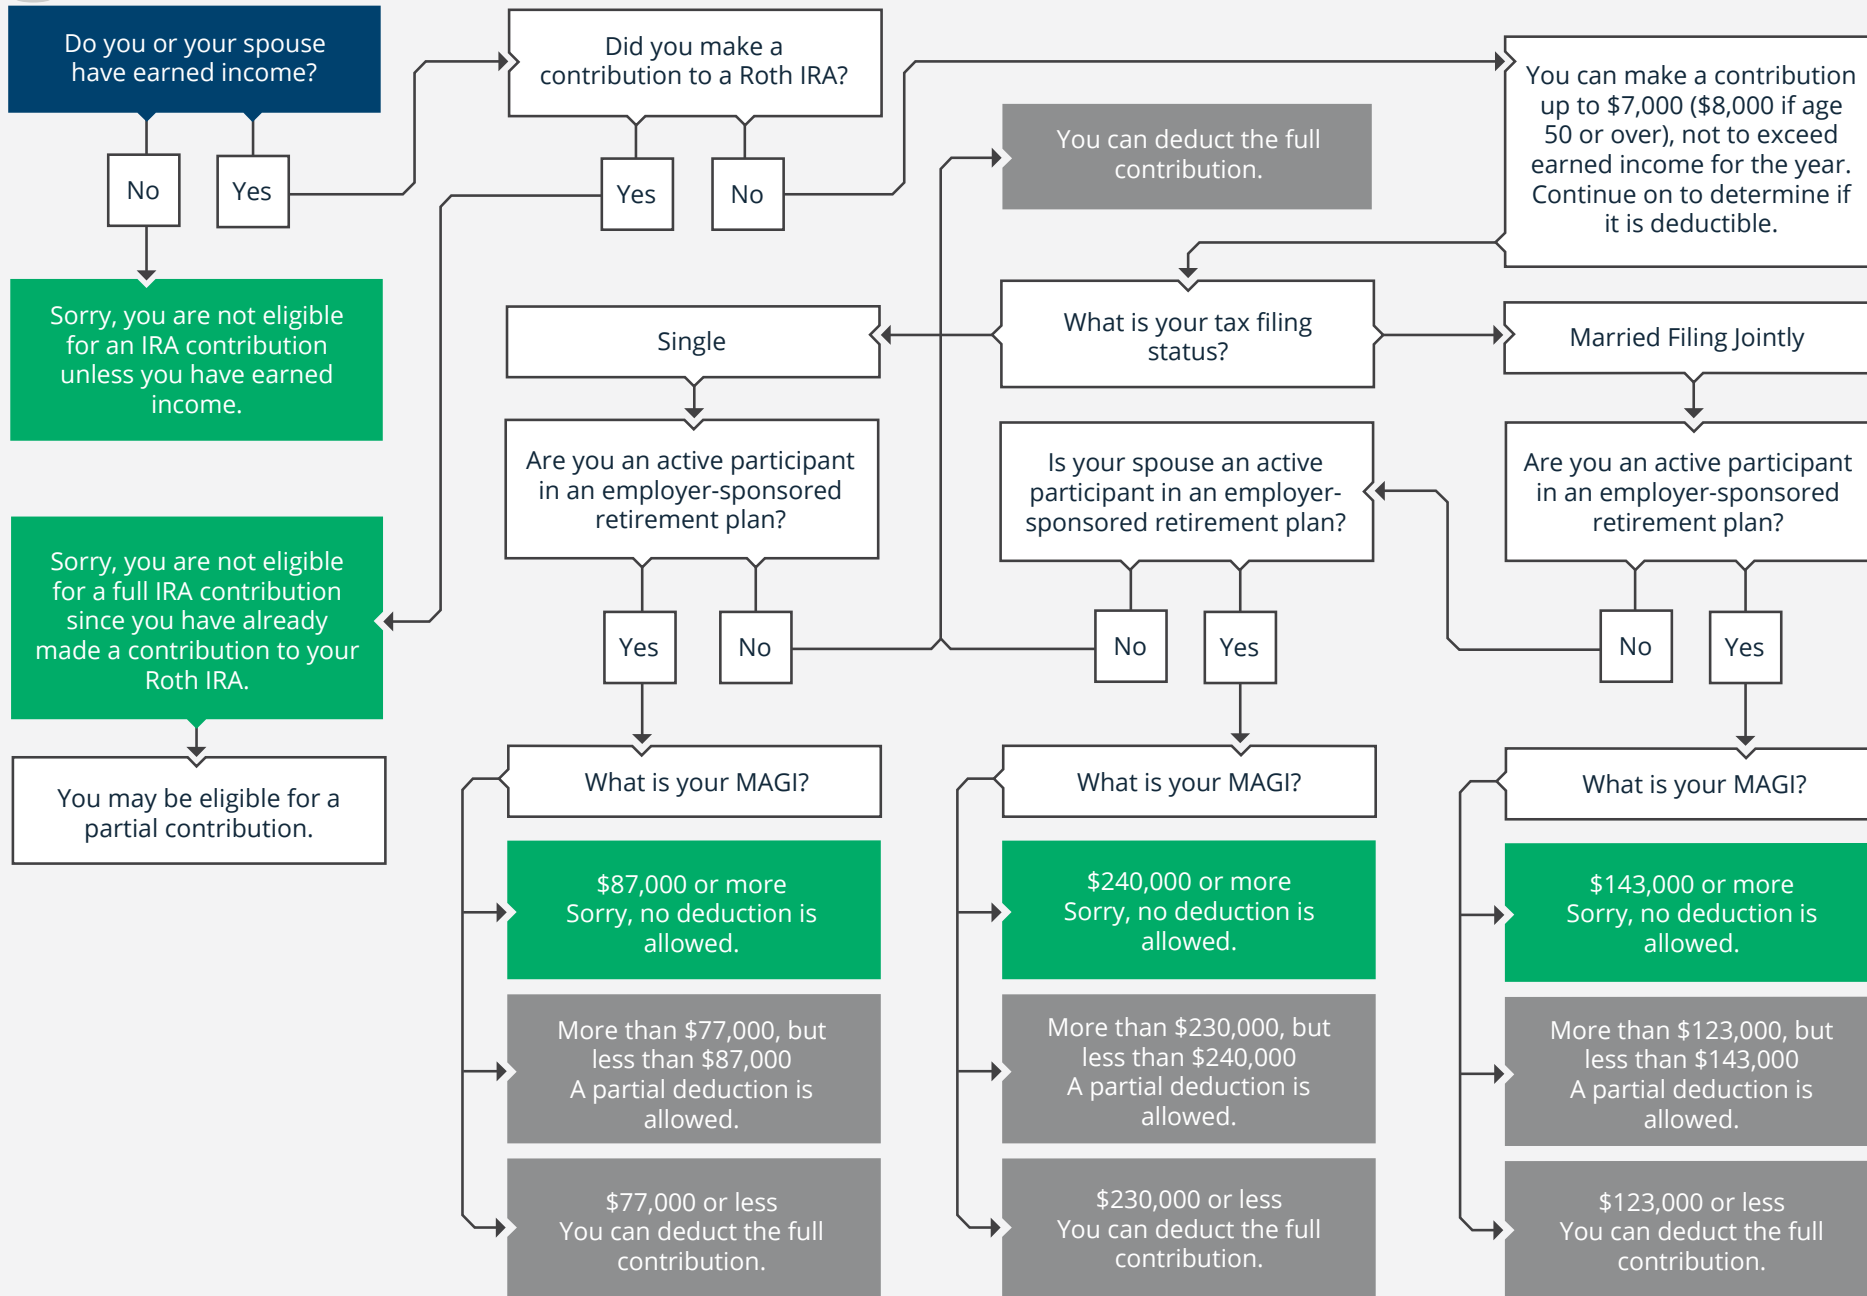 Do you or your spouse
have earned income?
No
Yes
Sorry, you are not eligible
for an IRA contribution
unless you have earned
income.
Did you make a
contribution to a Roth IRA?
Yes
No
Sorry, you are not eligible
for a full IRA contribution
since you have already
made a contribution to your
Roth IRA.
You may be eligible for a
partial contribution.
You can make a contribution
up to $7,000 ($8,000 if age
50 or over), not to exceed
earned income for the year.
Continue on to determine if
it is deductible.
You can deduct the full
contribution.
What is your tax filing
status?
Single
Married Filing Jointly
Are you an active participant
in an employer-sponsored
retirement plan?
Yes
No
Is your spouse an active
participant in an employer-
sponsored retirement plan?
No
Yes
Are you an active participant
in an employer-sponsored
retirement plan?
No
Yes
What is your MAGI?
$87,000 or more
Sorry, no deduction is
allowed.
More than $77,000, but
less than $87,000
A partial deduction is
allowed.
$77,000 or less
You can deduct the full
contribution.
What is your MAGI?
$240,000 or more
Sorry, no deduction is
allowed.
More than $230,000, but
less than $240,000
A partial deduction is
allowed.
$230,000 or less
You can deduct the full
contribution.
What is your MAGI?
$143,000 or more
Sorry, no deduction is
allowed.
More than $123,000, but
less than $143,000
A partial deduction is
allowed.
$123,000 or less
You can deduct the full
contribution.